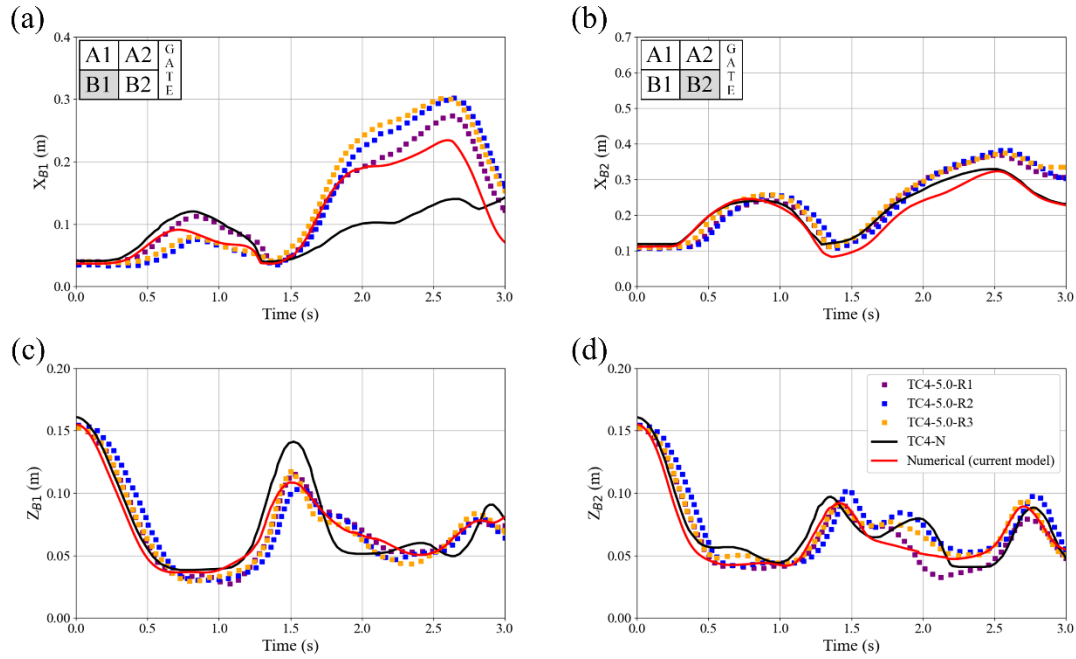 (a)
0.4
0.3
0.2
0.1
0.0
X_B1 (m)
A1 A2
B1 B2
GATE
0.0 0.5 1.0 1.5 2.0 2.5 3.0
Time (s)
(b)
0.7
0.6
0.5
0.4
0.3
0.2
0.1
0.0
X_B2 (m)
A1 A2
B1 B2
GATE
0.0 0.5 1.0 1.5 2.0 2.5 3.0
Time (s)
(c)
0.20
0.15
0.10
0.05
0.00
Z_B1 (m)
0.0 0.5 1.0 1.5 2.0 2.5 3.0
Time (s)
(d)
0.20
0.15
0.10
0.05
0.00
Z_B2 (m)
TC4-5.0-R1
TC4-5.0-R2
TC4-5.0-R3
TC4-N
Numerical (current model)
0.0 0.5 1.0 1.5 2.0 2.5 3.0
Time (s)